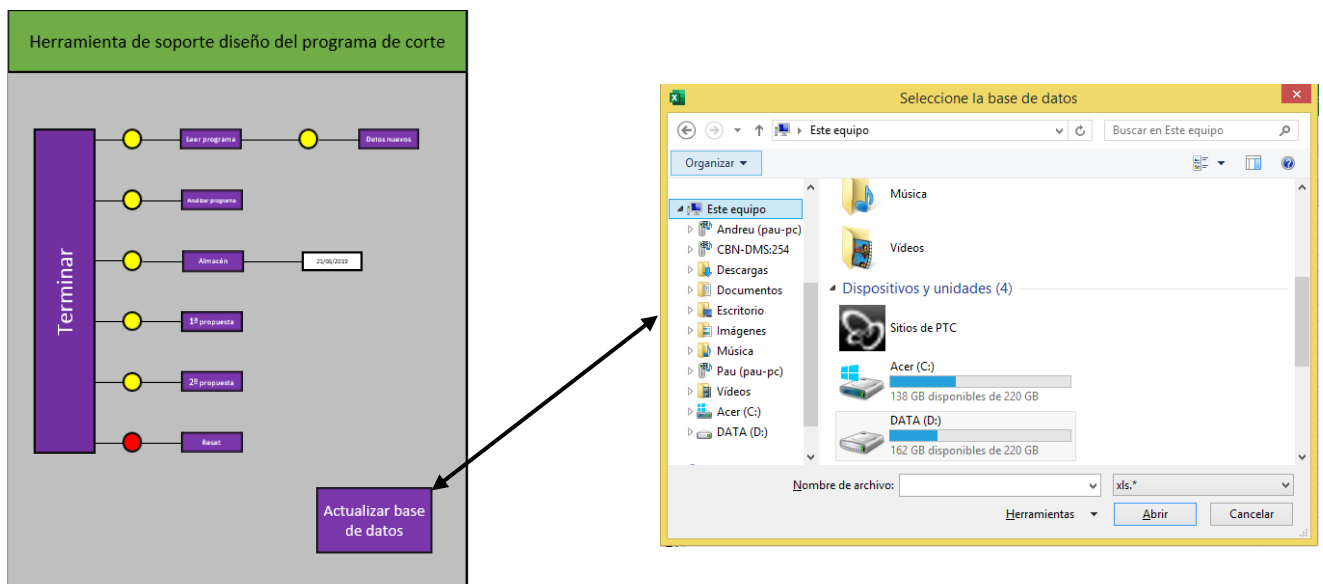 Herramienta de soporte diseño del programa de corte
Terminar
Leer programa
Datos nuevos
Analizar programa
Almacén
21/06/2019
1ª propuesta
2ª propuesta
Reset
Actualizar base
de datos
Seleccione la base de datos
Este equipo
Buscar en Este equipo
Organizar
Este equipo
Andreu (pau-pc)
CBN-DMS:254
Descargas
Documentos
Escritorio
Imágenes
Música
Pau (pau-pc)
Vídeos
Acer (C:)
DATA (D:)
Música
Vídeos
Dispositivos y unidades (4)
Sitios de PTC
Acer (C:)
138 GB disponibles de 220 GB
DATA (D:)
162 GB disponibles de 220 GB
Nombre de archivo:
xls.*
Herramientas
Abrir
Cancelar